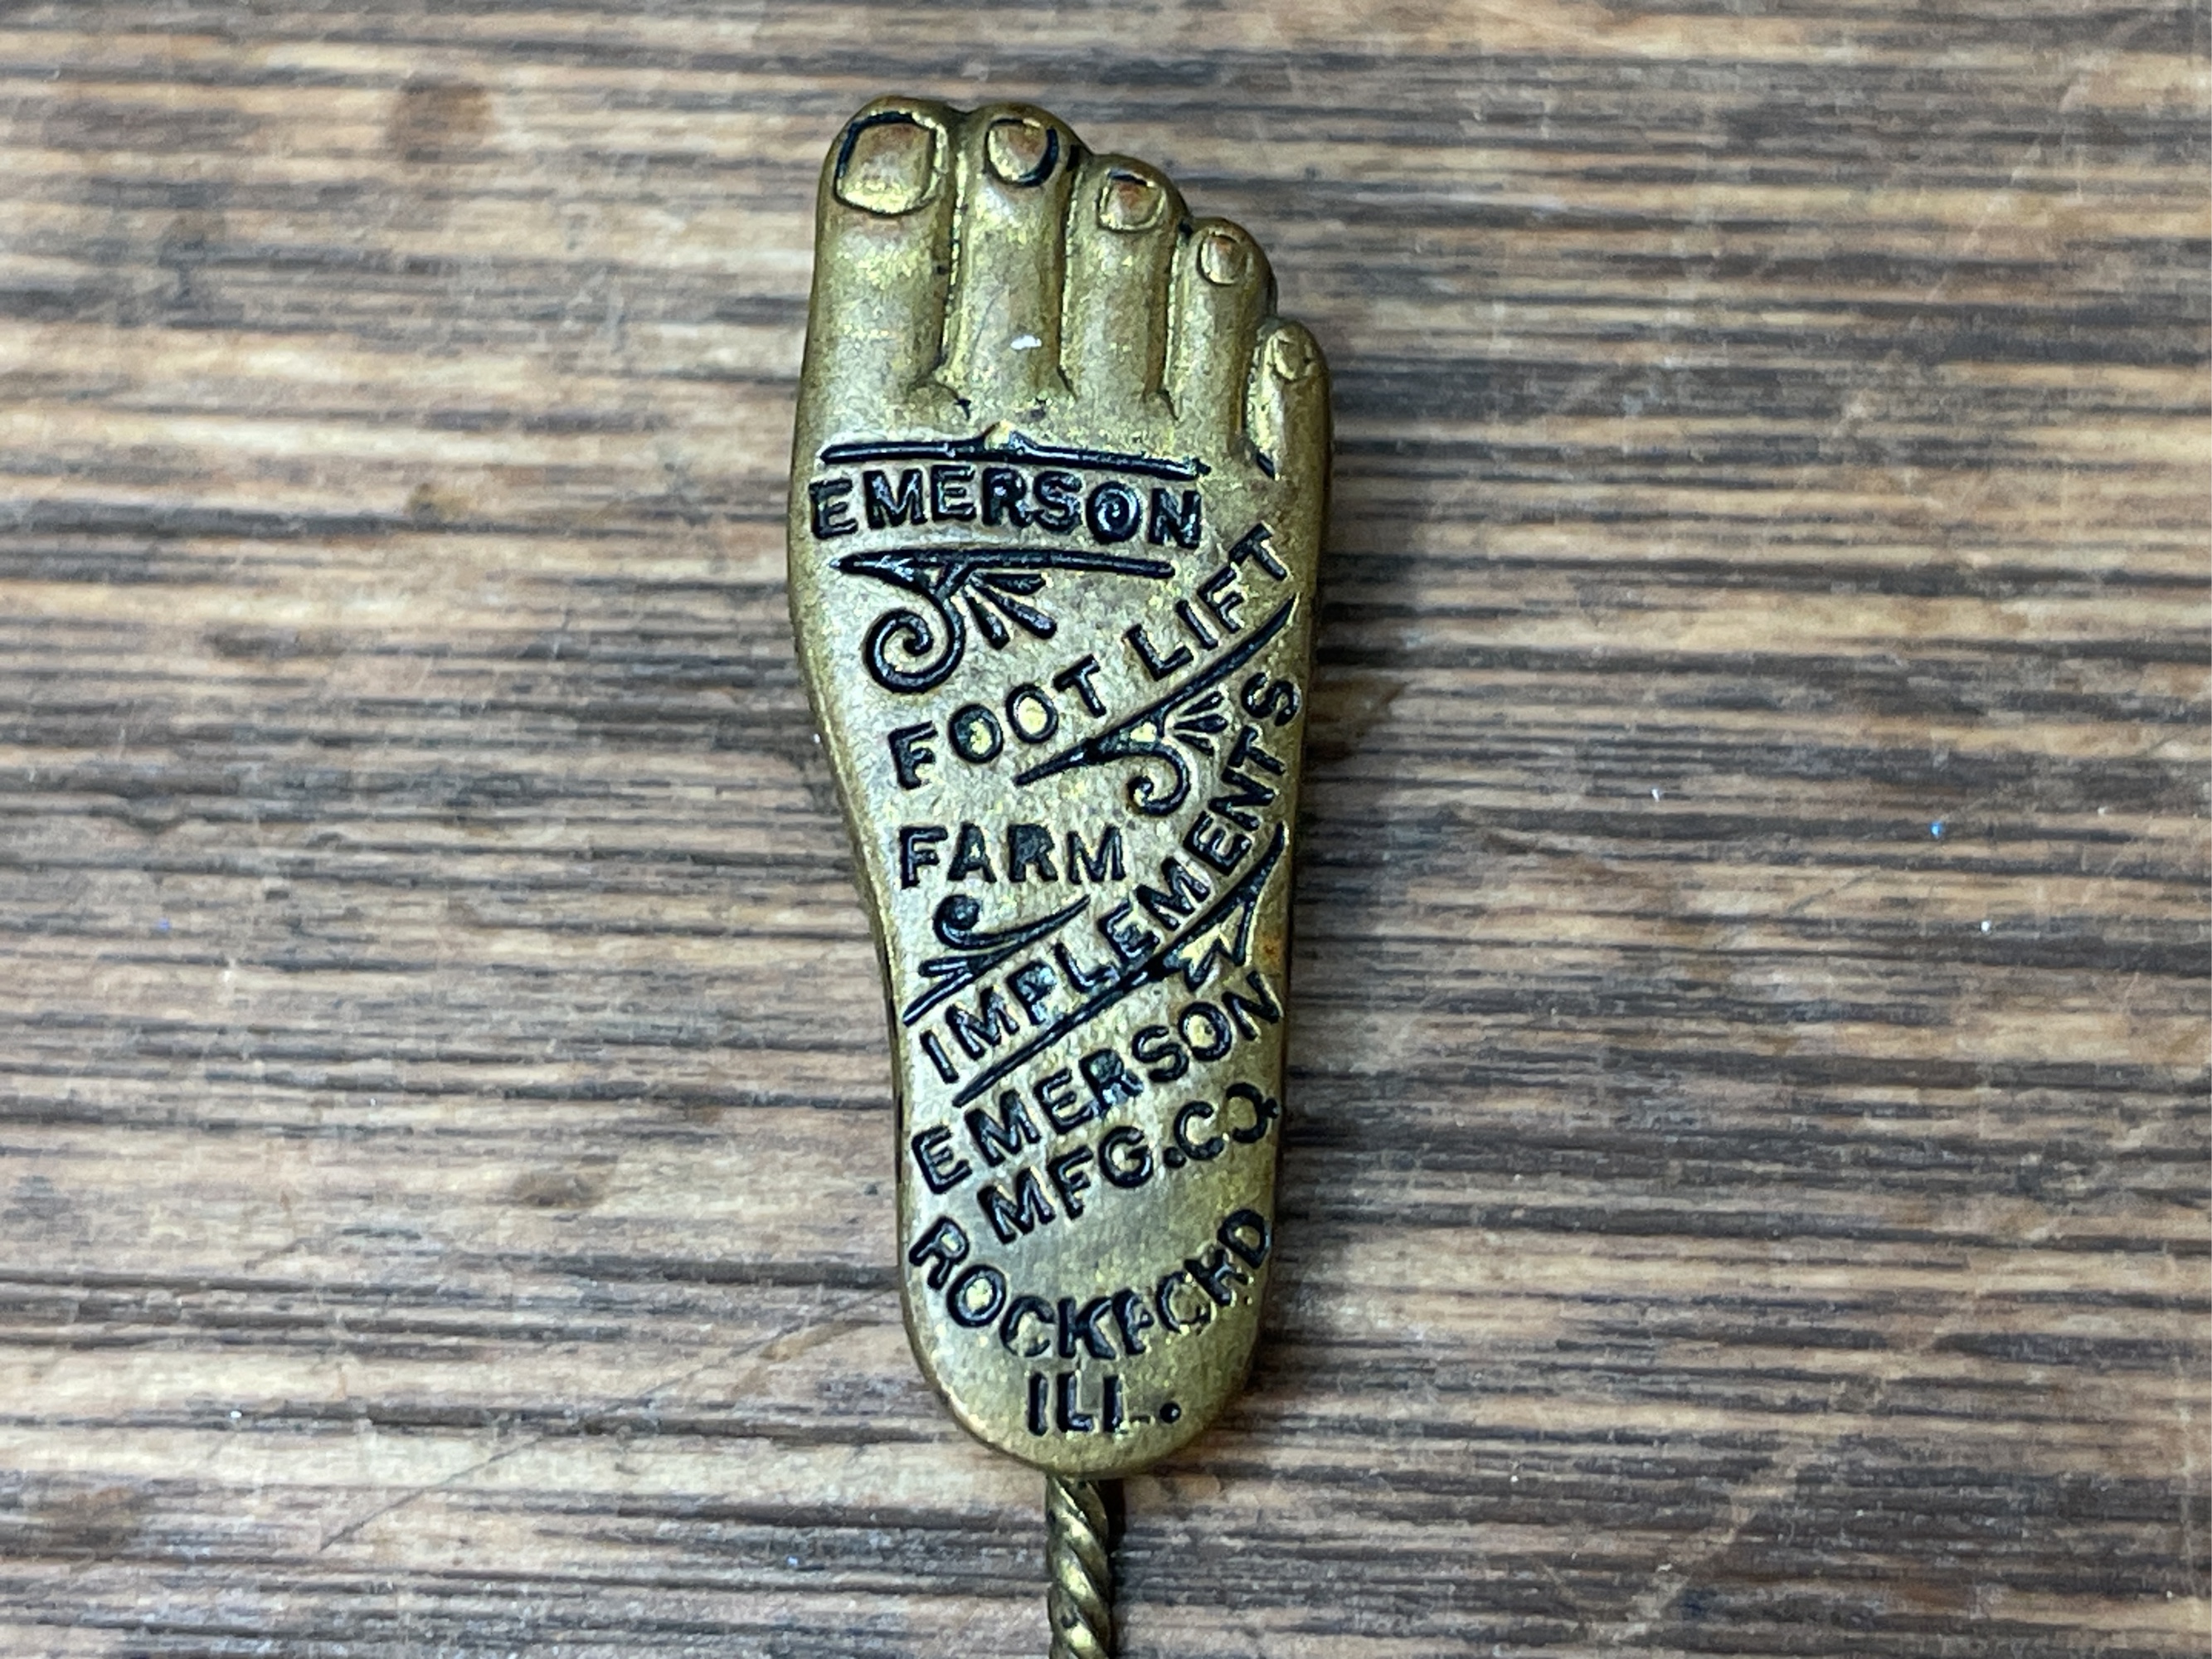 EMERSON
FOOT LIFT
FARM
IMPLEMENTS
EMERSON
MFG. CO
ROCKFORD
ILL.